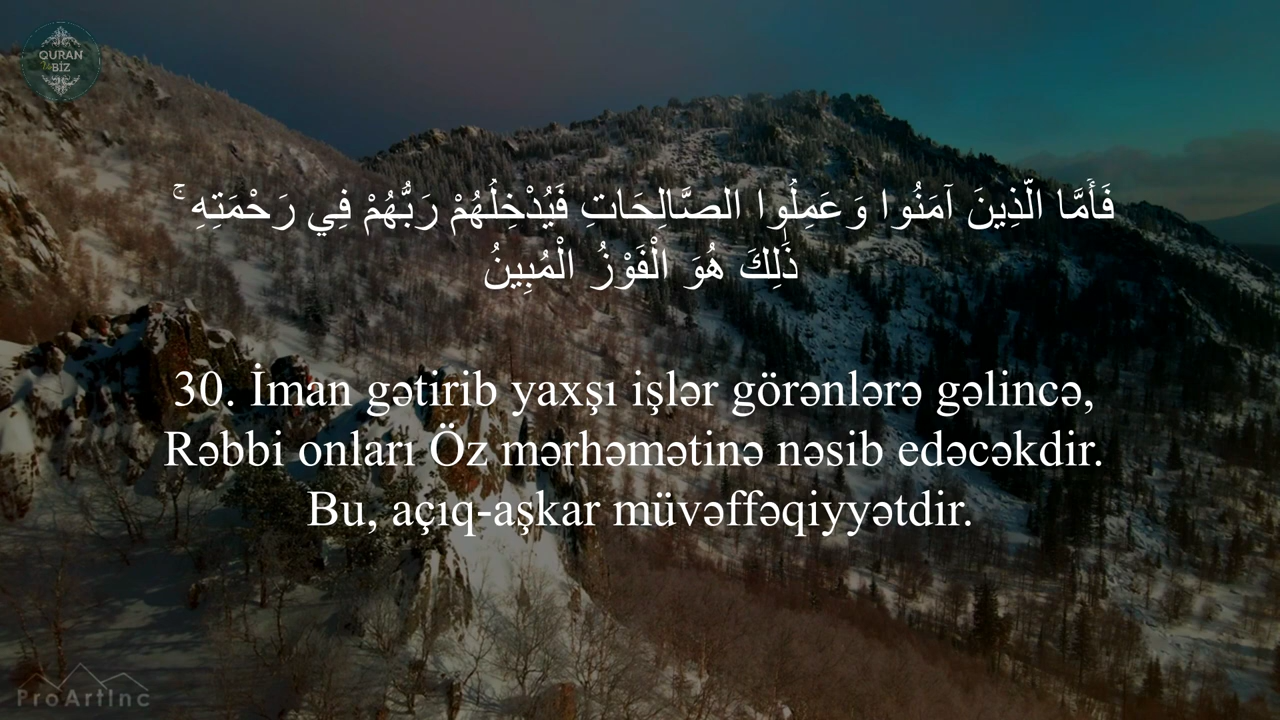 QURAN
Və
BİZ
فَأَمَّا الَّذِينَ آمَنُوا وَعَمِلُوا الصَّالِحَاتِ فَيُدْخِلُهُمْ رَبُّهُمْ فِي رَحْمَتِهِ ۚ
ذَٰلِكَ هُوَ الْفَوْزُ الْمُبِينُ
30. İman gətirib yaxşı işlər görənlərə gəlincə,
Rəbbi onları Öz mərhəmətinə nəsib edəcəkdir.
Bu, açıq-aşkar müvəffəqiyyətdir.
ProArtInc